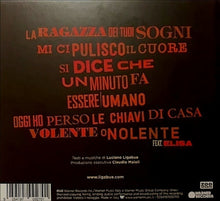 LA RAGAZZA DEI TUOI SOGNI
MI CI PULISCO IL CUORE
SI DICE CHE
UN MINUTO FA
ESSERE UMANO
OGGI HO PERSO LE CHIAVI DI CASA
VOLENTE O NOLENTE
FEAT. ELISA
Testi e musiche di Luciano Ligabue
Produzione esecutiva Claudio Maioli
www.ligabue.com